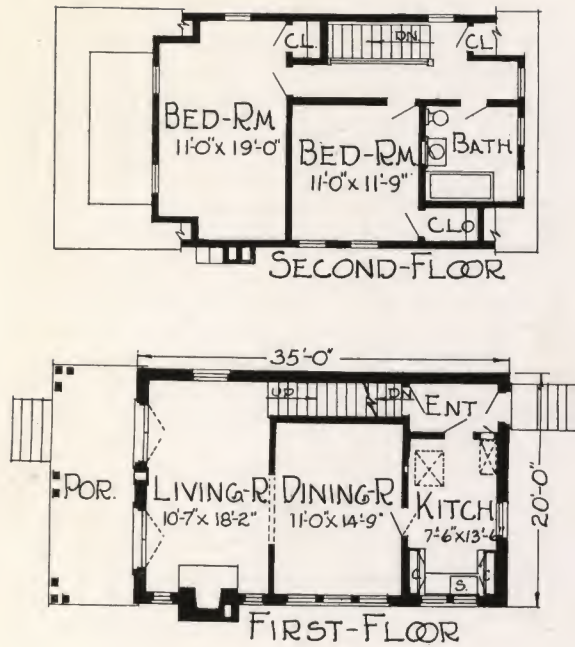 CL.
DN.
CL.
BED-RM
11'-0" X 19'-0"
BED-RM
11'-0" X 11'-9"
BATH
CLO
SECOND-FLOOR
35'-0"
UP
DN.
ENT
POR.
LIVING-R
10'-7" X 18'-2"
DINING-R
11'-0" X 14'-9"
KITCH
7'-6" X 13'-6
20'-0"
C
S.
C
FIRST-FLOOR